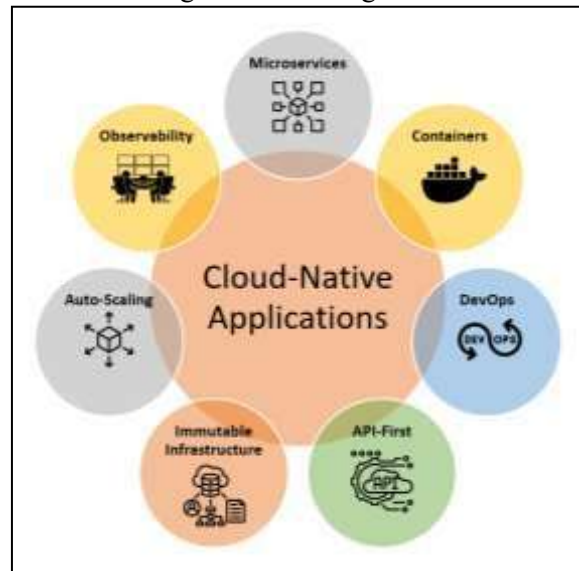 Microservices
Observability
Containers
Cloud-Native
Applications
Auto-Scaling
DevOps
DEV OPS
Immutable
Infrastructure
API-First
API